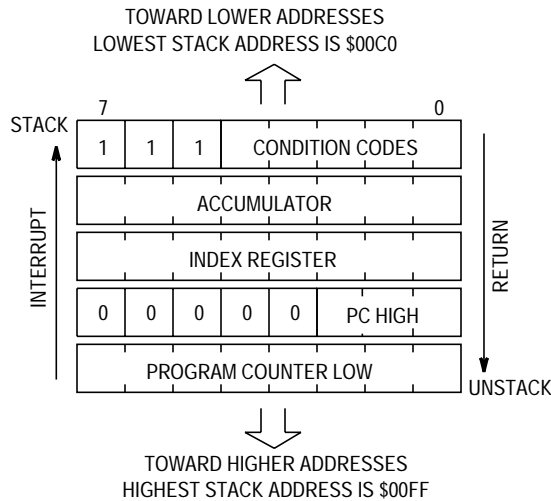 TOWARD LOWER ADDRESSES
LOWEST STACK ADDRESS IS $00C0
7 0
STACK
1 1 1 CONDITION CODES
ACCUMULATOR
INDEX REGISTER
0 0 0 0 0 PC HIGH
PROGRAM COUNTER LOW
INTERRUPT
RETURN
UNSTACK
TOWARD HIGHER ADDRESSES
HIGHEST STACK ADDRESS IS $00FF